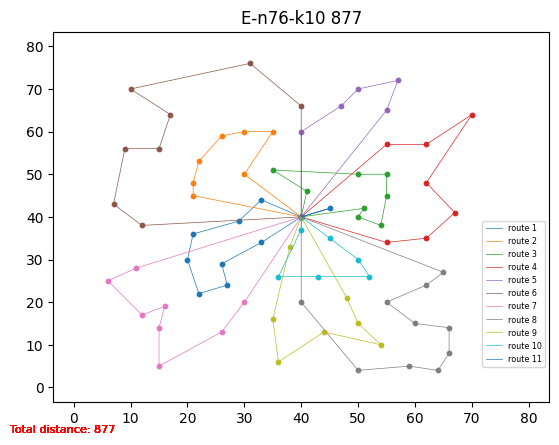 E-n76-k10 877
80
70
60
50
40
30
20
10
0
0 10 20 30 40 50 60 70 80
route 1
route 2
route 3
route 4
route 5
route 6
route 7
route 8
route 9
route 10
route 11
Total distance: 877